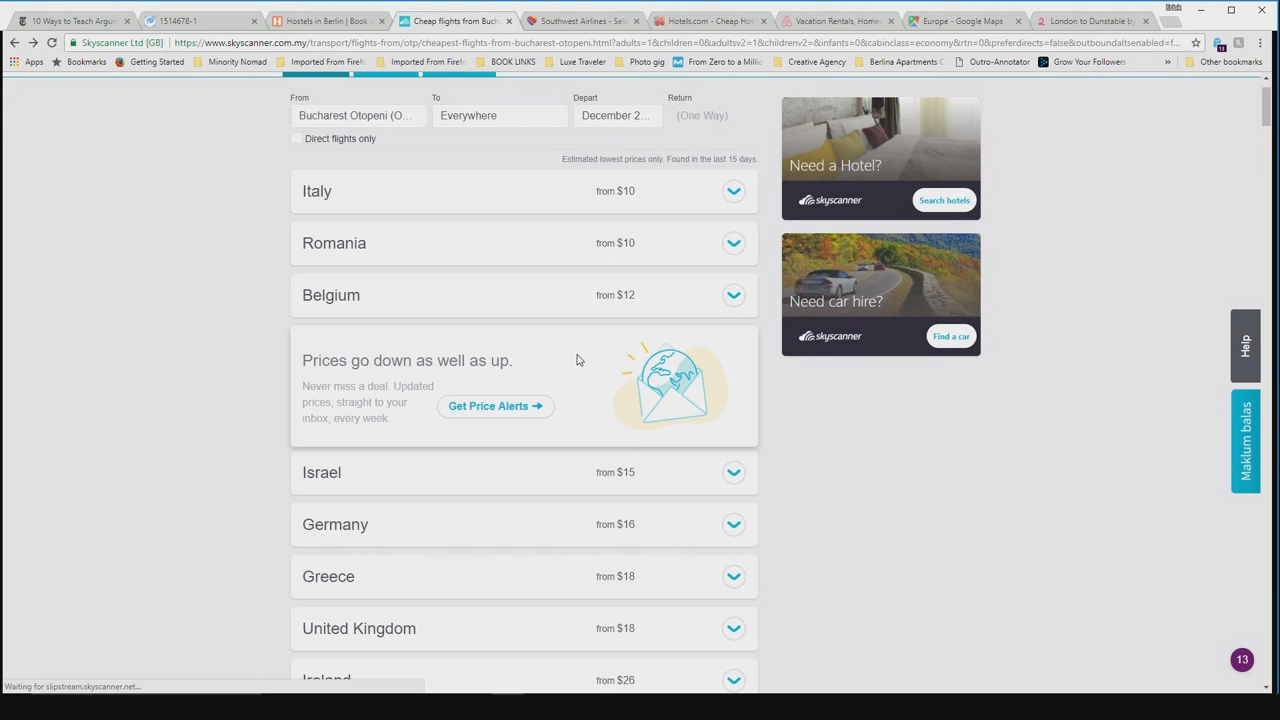 10 Ways to Teach Argum
1514678-1
Hostels in Berlin | Book
Cheap flights from Buch
Southwest Airlines - Sele
Hotels.com - Cheap Hot
Vacation Rentals, Home
Europe - Google Maps
London to Dunstable by
Skyscanner Ltd [GB]
https://www.skyscanner.com.my/transport/flights-from/otp/cheapest-flights-from-bucharest-otopeni.html?adults=1&children=0&adultsv2=1&childrenv2=&infants=0&cabinclass=economy&rtn=0&preferdirects=false&outboundaltsenabled=f...
13
Apps
Bookmarks
Getting Started
Minority Nomad
Imported From Firefo
Imported From Firefo
BOOK LINKS
Luxe Traveler
Photo gig
From Zero to a Millio
Creative Agency
Berlina Apartments
Outro-Annotator
Grow Your Followers
»
Other bookmarks
From
To
Depart
Return
Bucharest Otopeni (O...
Everywhere
December 2...
(One Way)
Direct flights only
Estimated lowest prices only. Found in the last 15 days.
Italy
from $10
Romania
from $10
Belgium
from $12
Prices go down as well as up.
Never miss a deal. Updated
prices, straight to your
inbox, every week.
Get Price Alerts
Israel
from $15
Germany
from $16
Greece
from $18
United Kingdom
from $18
Ireland
from $26
Need a Hotel?
skyscanner
Search hotels
Need car hire?
skyscanner
Find a car
Help
Maklum balas
13
Waiting for slipstream.skyscanner.net...